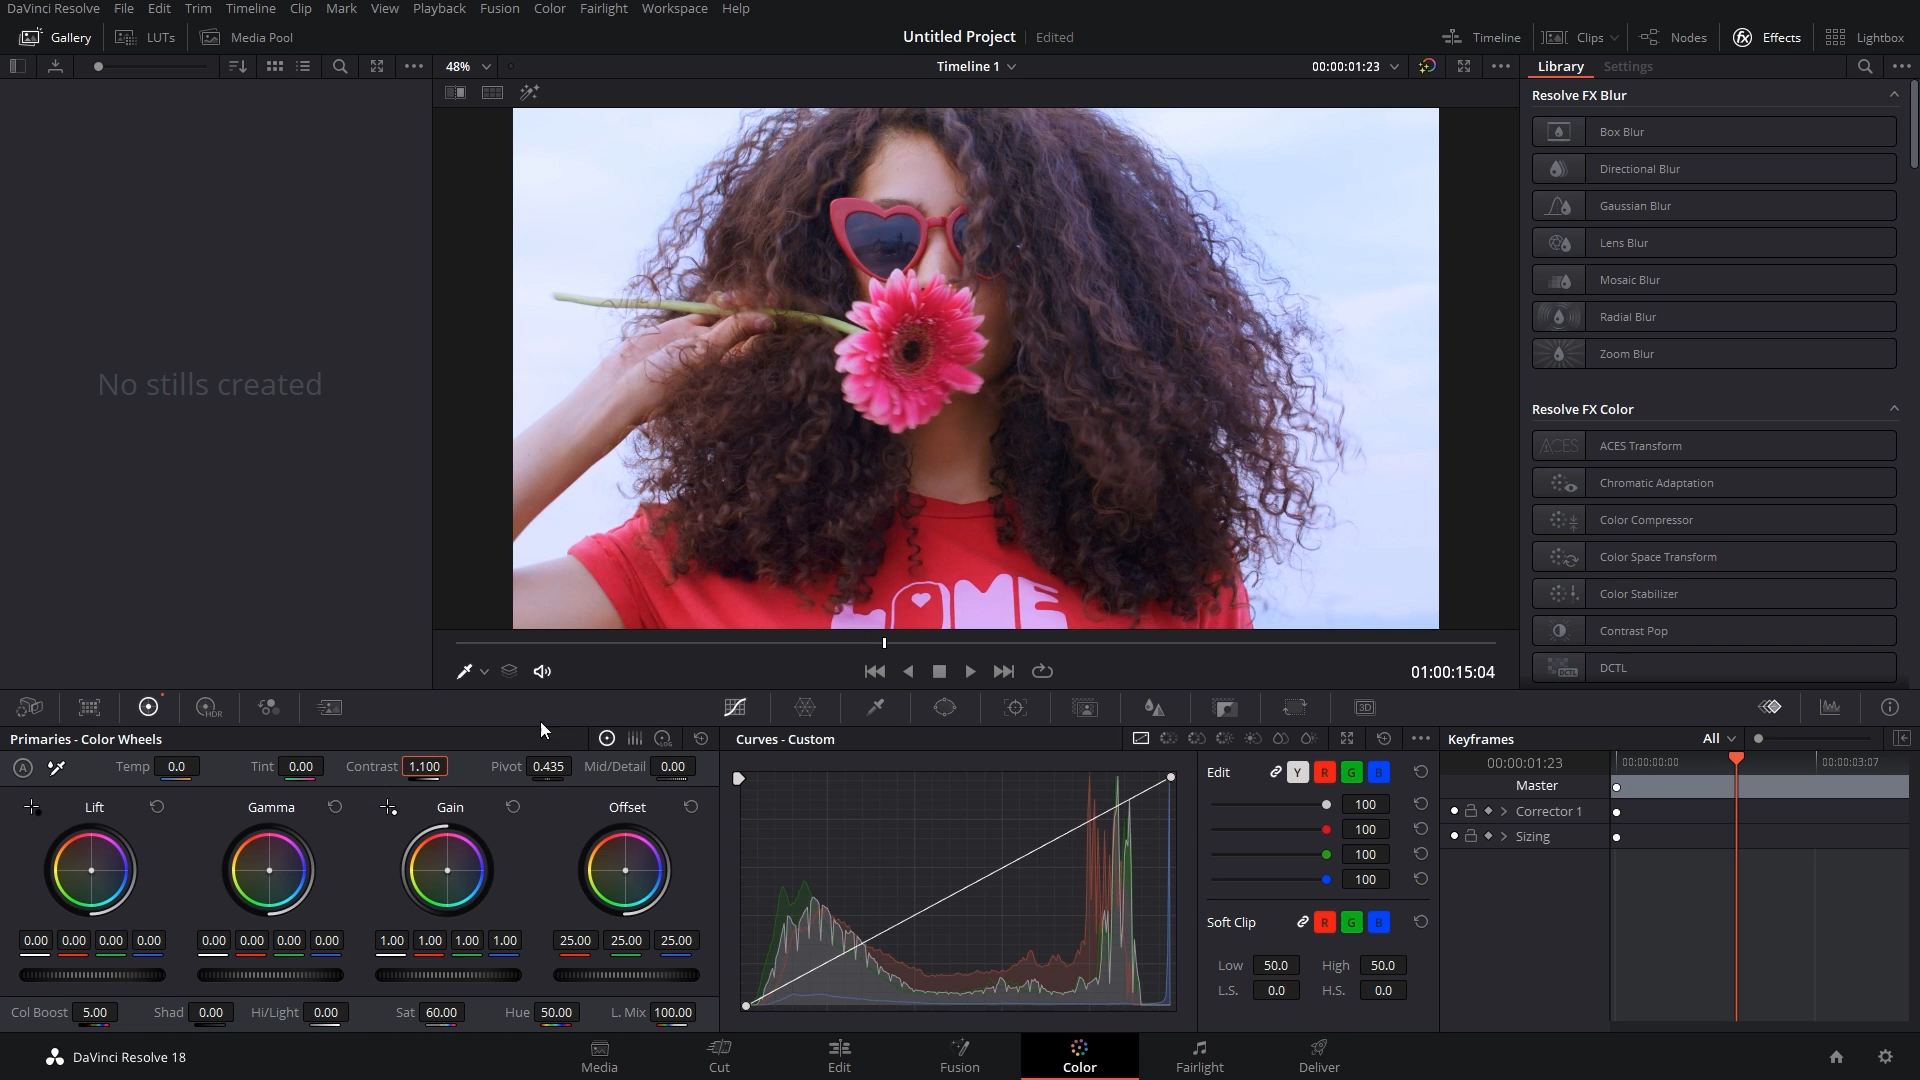 DaVinci Resolve File Edit Trim Timeline Clip Mark View Playback Fusion Color Fairlight Workspace Help
Gallery LUTs Media Pool Untitled Project Edited Timeline Clips Nodes Effects Lightbox
48% Timeline 1 00:00:01:23 Library Settings
Resolve FX Blur
Box Blur
Directional Blur
Gaussian Blur
Lens Blur
Mosaic Blur
Radial Blur
Zoom Blur
No stills created
Resolve FX Color
ACES ACES Transform
Chromatic Adaptation
Color Compressor
Color Space Transform
Color Stabilizer
Contrast Pop
DCTL DCTL
01:00:15:04
HDR 3D
Primaries - Color Wheels LOG Curves - Custom Keyframes All
A Temp 0.0 Tint 0.00 Contrast 1.100 Pivot 0.435 Mid/Detail 0.00
Lift Gamma Gain Offset
0.00 0.00 0.00 0.00 0.00 0.00 0.00 0.00 1.00 1.00 1.00 1.00 25.00 25.00 25.00
Col Boost 5.00 Shad 0.00 Hi/Light 0.00 Sat 60.00 Hue 50.00 L. Mix 100.00
Edit Y R G B
100
100
100
100
Soft Clip R G B
Low 50.0 High 50.0
L.S. 0.0 H.S. 0.0
00:00:01:23 00:00:00:00 00:00:03:07
Master
Corrector 1
Sizing
DaVinci Resolve 18 Media Cut Edit Fusion Color Fairlight Deliver